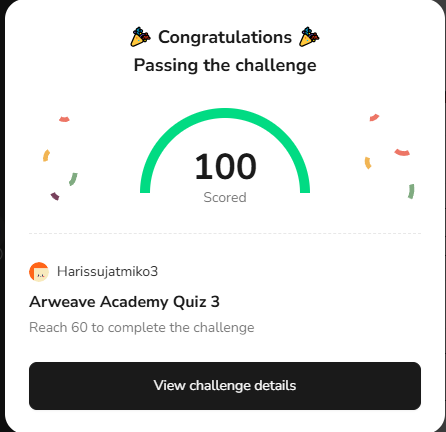 Congratulations
Passing the challenge
100
Scored
Harissujatmiko3
Arweave Academy Quiz 3
Reach 60 to complete the challenge
View challenge details